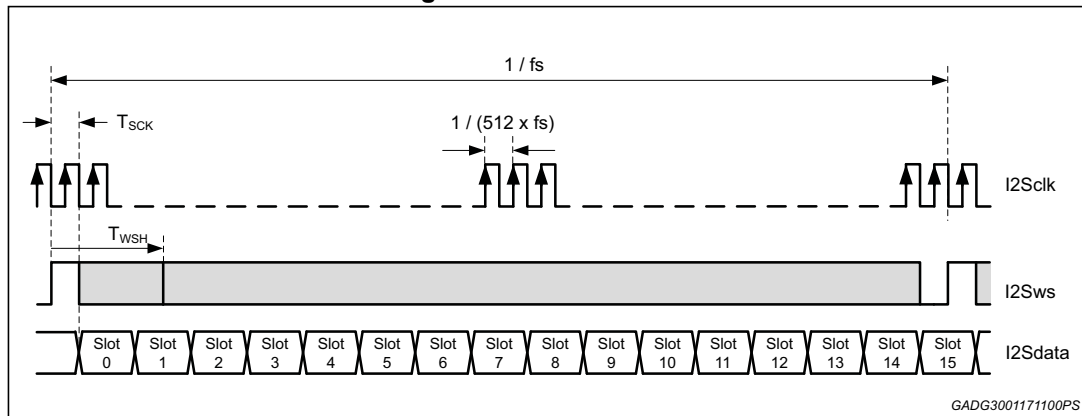 1 / fs
T_SCK
1 / (512 x fs)
I2Sclk
T_WSH
I2Sws
Slot 0 Slot 1 Slot 2 Slot 3 Slot 4 Slot 5 Slot 6 Slot 7 Slot 8 Slot 9 Slot 10 Slot 11 Slot 12 Slot 13 Slot 14 Slot 15 I2Sdata
GADG3001171100PS